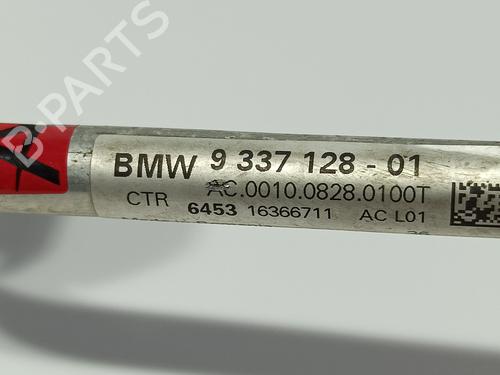 B-PARTS
BMW 9 337 128 - 01
AC.0010.0828.0100T
CTR 6453 16366711 AC L01